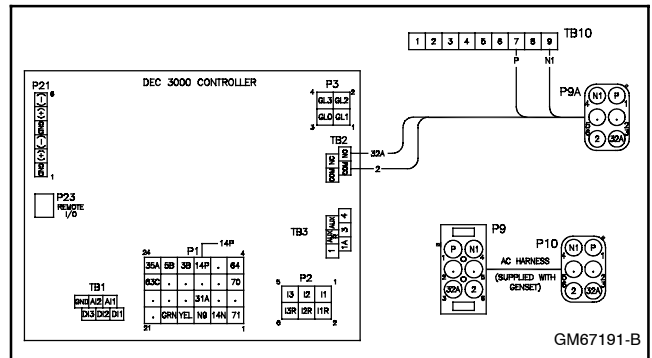 1 2 3 4 5 6 7 8 9 TB10
P N1
P9A
N1 P
2 32A
DEC 3000 CONTROLLER
P21
6
(-) (+) GND (-) (+) GND
1
P3
4 2
GL3 GL2
GL0 GL1
3 1
TB2
NC NO
COM COM
32A
2
P23
REMOTE
I/O
TB3
AUX AUX
4
3
1 1A
14P
P1
24 4
35A 5B 3B 14P . 64
63C . . . . 70
. . . 31A . .
. GRN YEL N9 14N 71
21 1
TB1
GND AI2 AI1
DI3 DI2 DI1
P2
5 1
I3 I2 I1
I3R I2R I1R
6 2
P9
P N1
32A 2
AC HARNESS
(SUPPLIED WITH
GENSET)
P10
N1 P
2 32A
GM67191-B